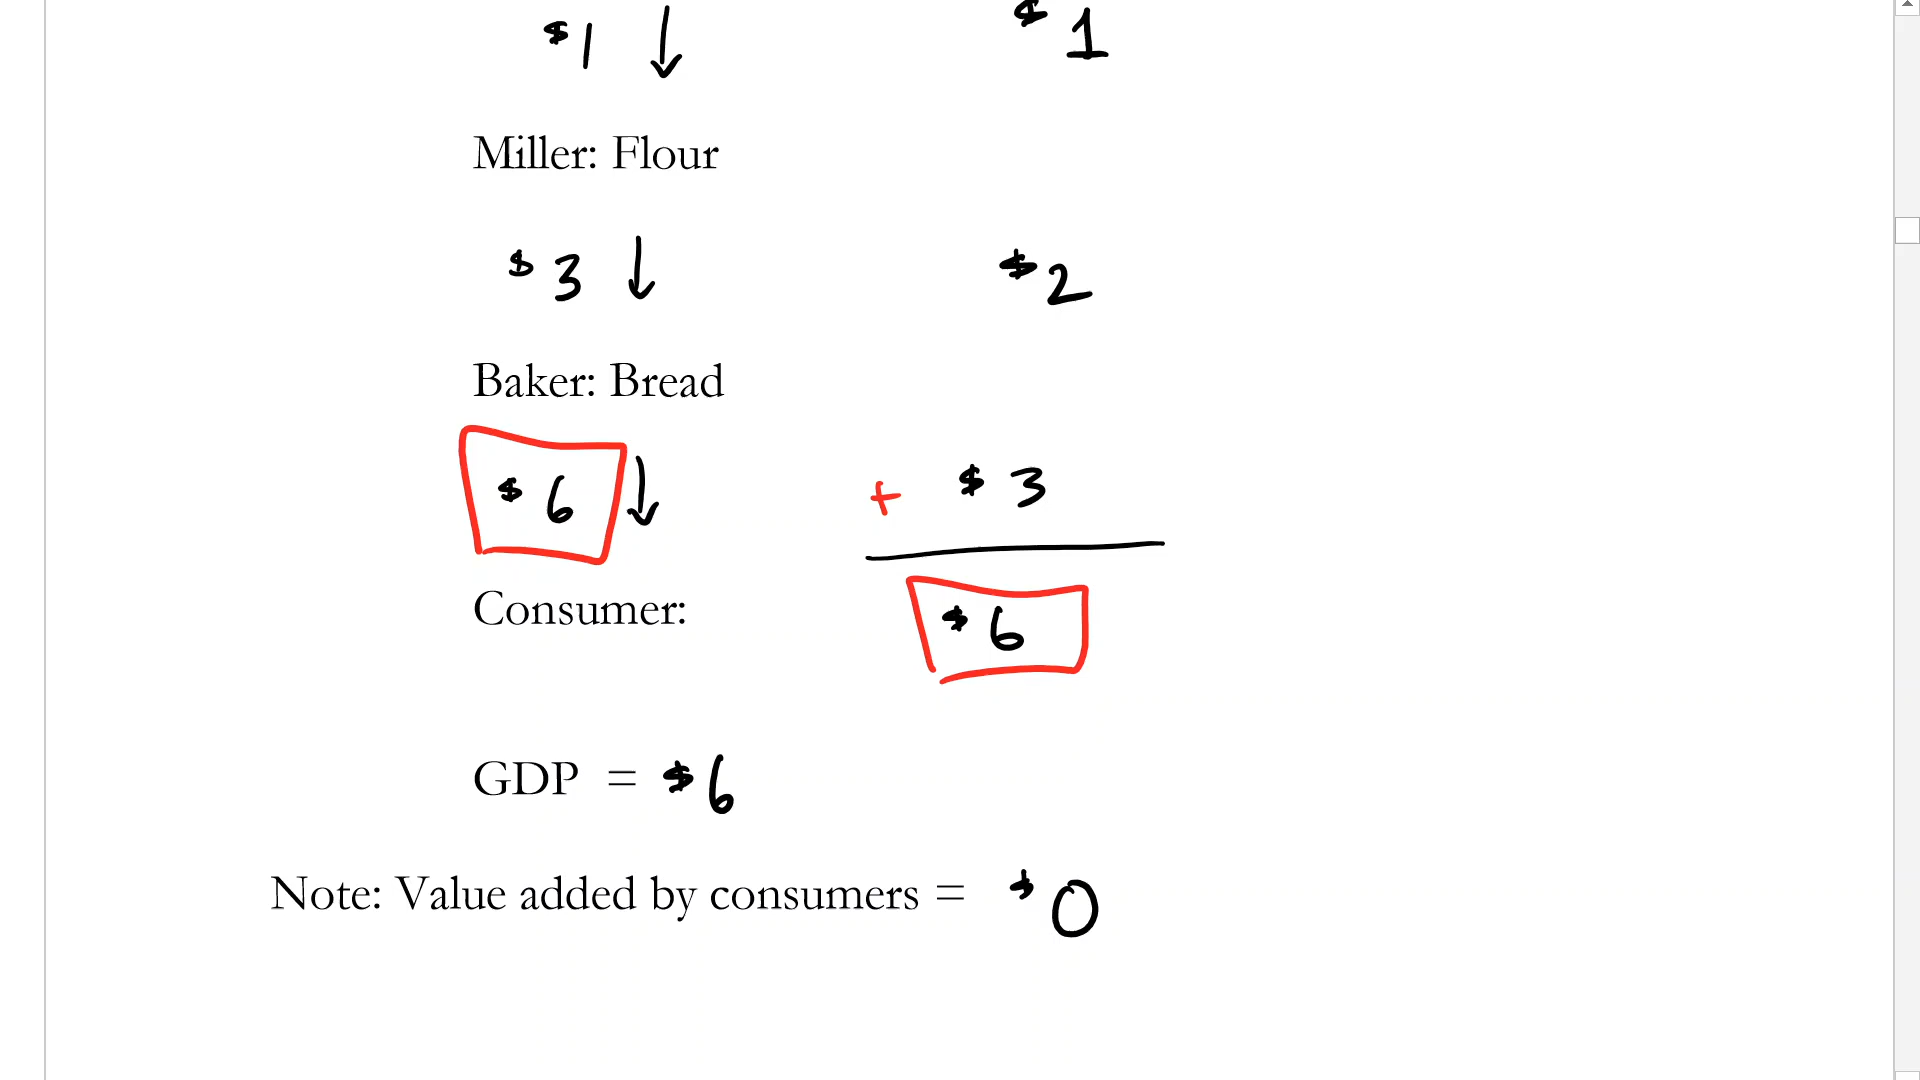 $1 ↓ $1
Miller: Flour
$3 ↓ $2
Baker: Bread
$6 ↓ + $3
Consumer: $6
GDP = $6
Note: Value added by consumers = $0